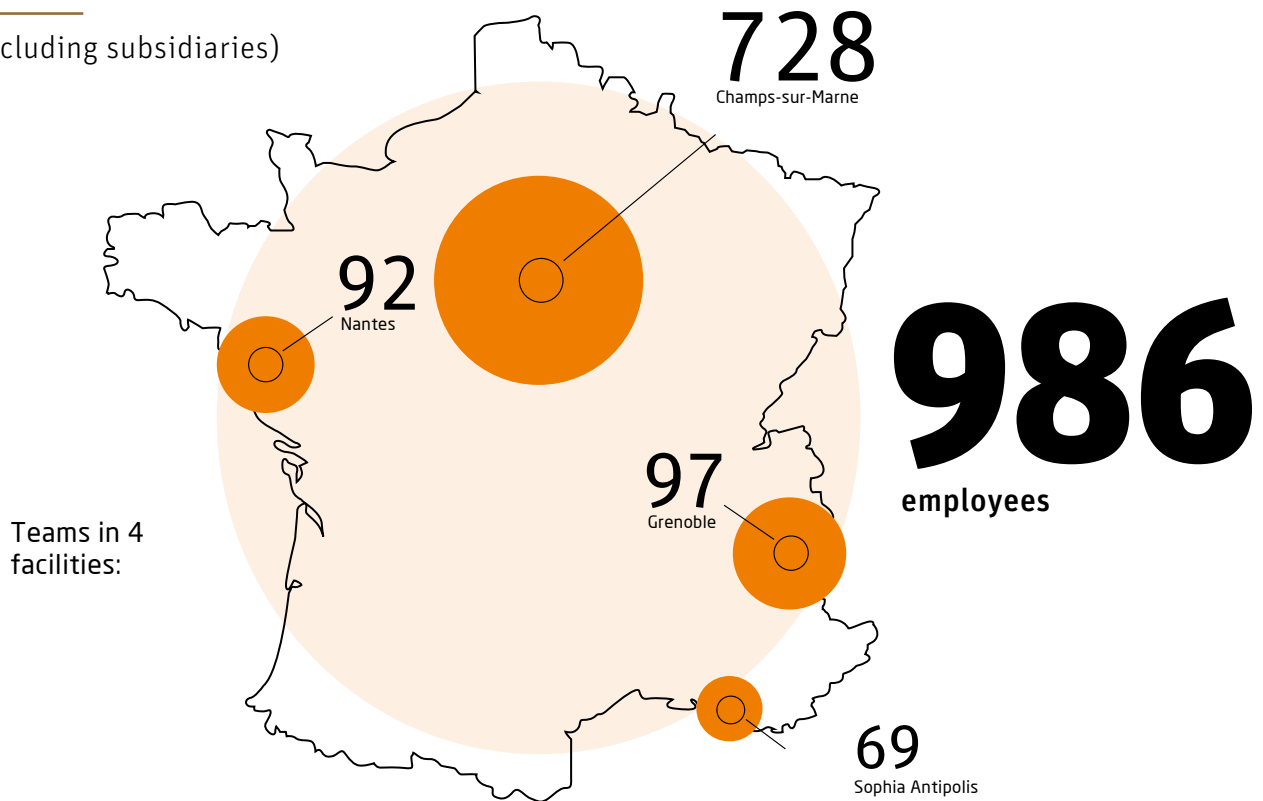 cluding subsidiaries)
728
Champs-sur-Marne
92
Nantes
986
employees
97
Grenoble
Teams in 4
facilities:
69
Sophia Antipolis